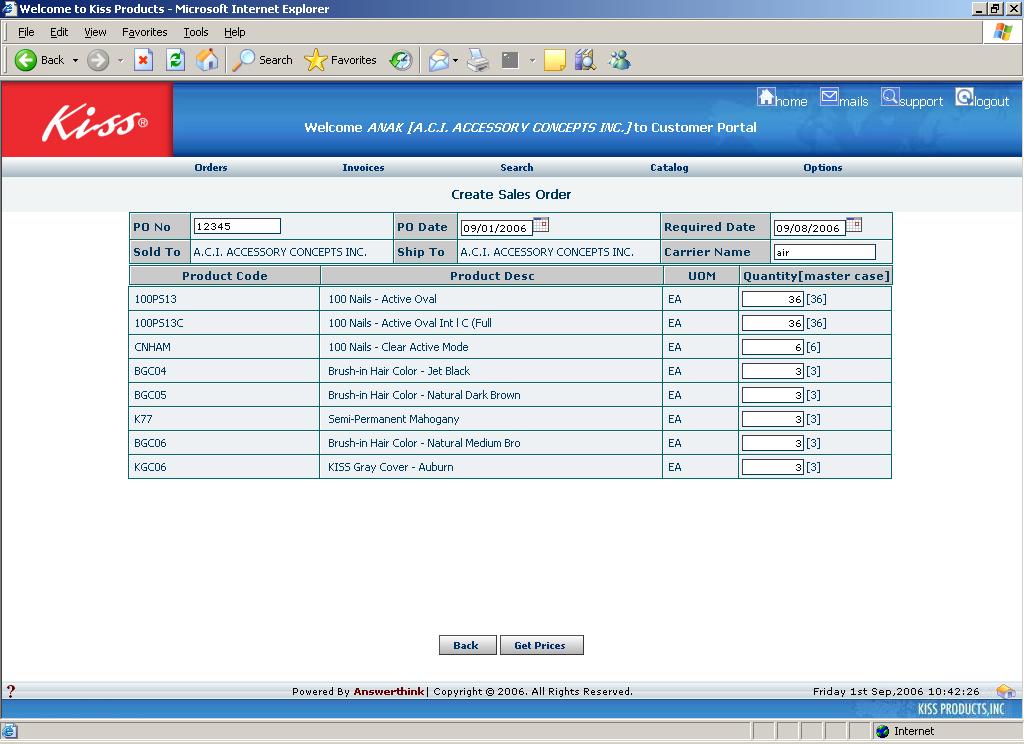 Welcome to Kiss Products - Microsoft Internet Explorer
File Edit View Favorites Tools Help
Back Search Favorites
Kiss®
home mails support logout
Welcome ANAK [A.C.I. ACCESSORY CONCEPTS INC.] to Customer Portal
Orders Invoices Search Catalog Options
Create Sales Order
PO No 12345 PO Date 09/01/2006 Required Date 09/08/2006
Sold To A.C.I. ACCESSORY CONCEPTS INC. Ship To A.C.I. ACCESSORY CONCEPTS INC. Carrier Name air
Product Code Product Desc UOM Quantity[master case]
100PS13 100 Nails - Active Oval EA 36 [36]
100PS13C 100 Nails - Active Oval Int l C (Full EA 36 [36]
CNHAM 100 Nails - Clear Active Mode EA 6 [6]
BGC04 Brush-in Hair Color - Jet Black EA 3 [3]
BGC05 Brush-in Hair Color - Natural Dark Brown EA 3 [3]
K77 Semi-Permanent Mahogany EA 3 [3]
BGC06 Brush-in Hair Color - Natural Medium Bro EA 3 [3]
KGC06 KISS Gray Cover - Auburn EA 3 [3]
Back Get Prices
? Powered By Answerthink| Copyright © 2006. All Rights Reserved. Friday 1st Sep,2006 10:42:26
KISS PRODUCTS,INC
Internet